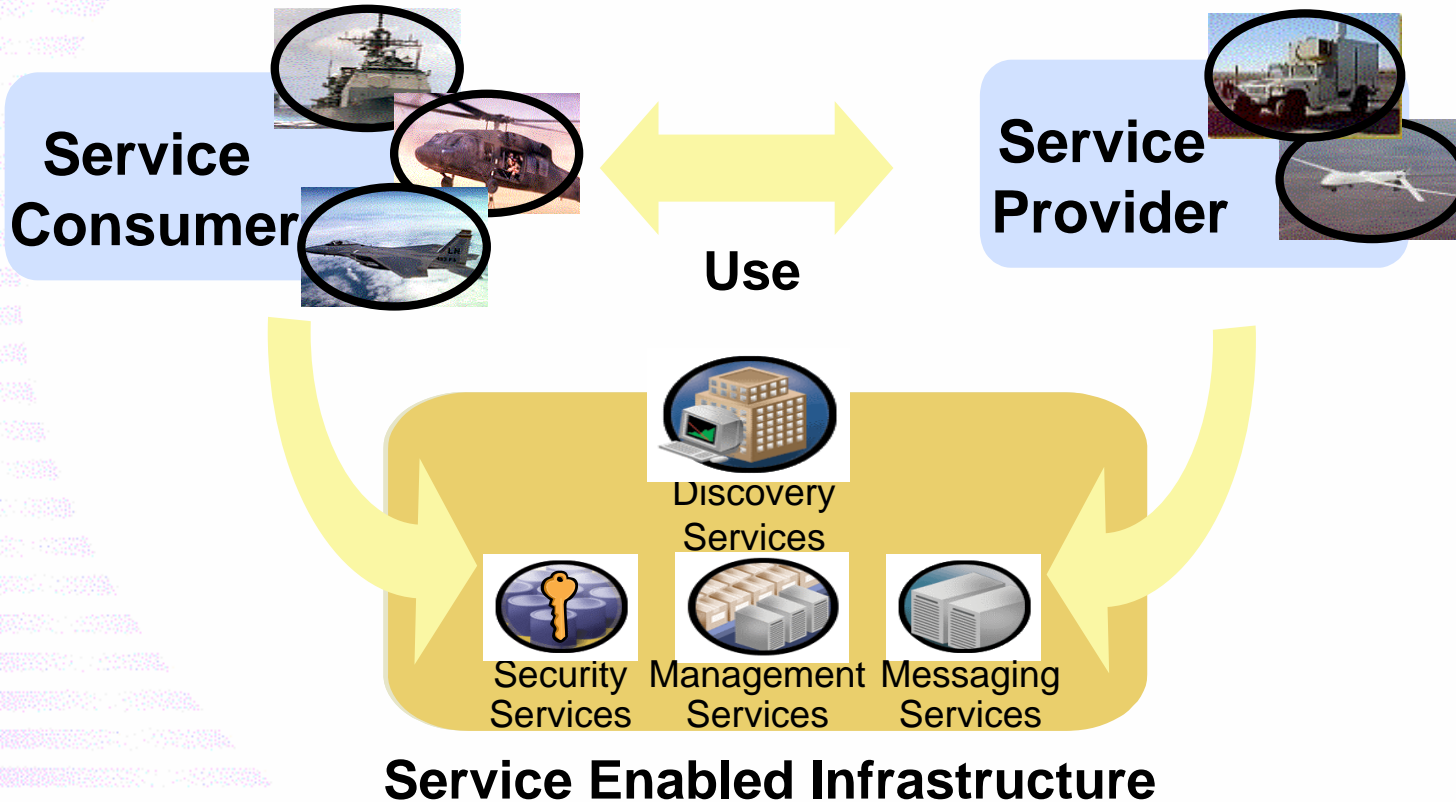 Service
Consumer
Service
Provider
Use
Discovery
Services
Security
Services
Management
Services
Messaging
Services
Service Enabled Infrastructure